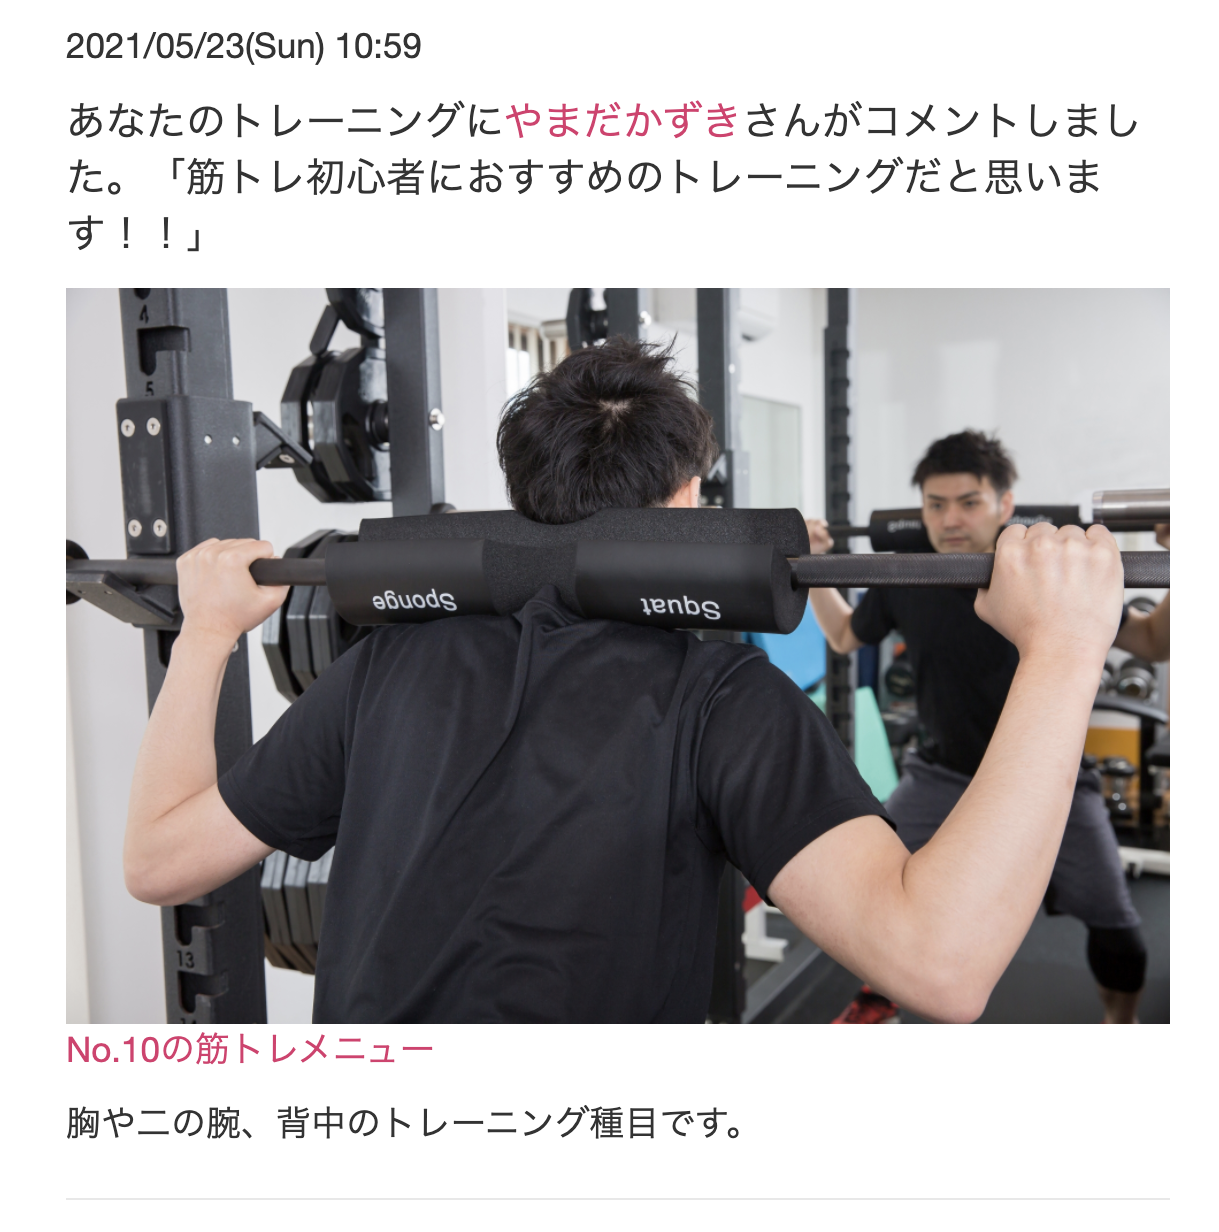 2021/05/23(Sun) 10:59
あなたのトレーニングにやまだかずきさんがコメントしまし
た。「筋トレ初心者におすすめのトレーニングだと思いま
す！！」
4
5
Sponge
Squat
13
No.10の筋トレメニュー
胸や二の腕、背中のトレーニング種目です。